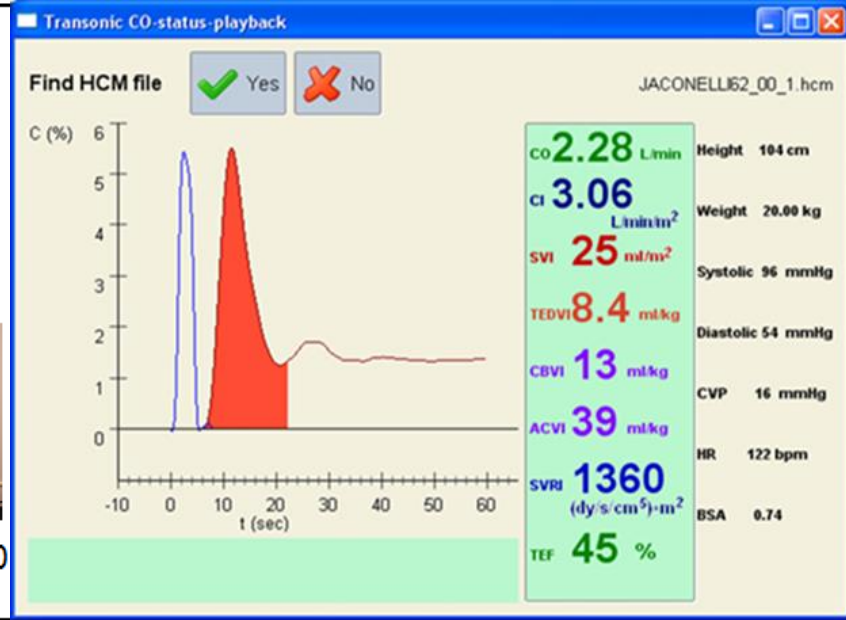 Transonic CO-status-playback
Find HCM file
Yes
No
JACONELLI62_00_1.hcm
C (%)
6
5
4
3
2
1
0
-10 0 10 20 30 40 50 60
t (sec)
CO 2.28 L/min
CI 3.06
L/min/m²
SVI 25 ml/m²
TEDVI 8.4 ml/kg
CBVI 13 ml/kg
ACVI 39 ml/kg
SVRI 1360
(dy/s/cm⁵)·m²
TEF 45 %
Height 104 cm
Weight 20.00 kg
Systolic 96 mmHg
Diastolic 54 mmHg
CVP 16 mmHg
HR 122 bpm
BSA 0.74